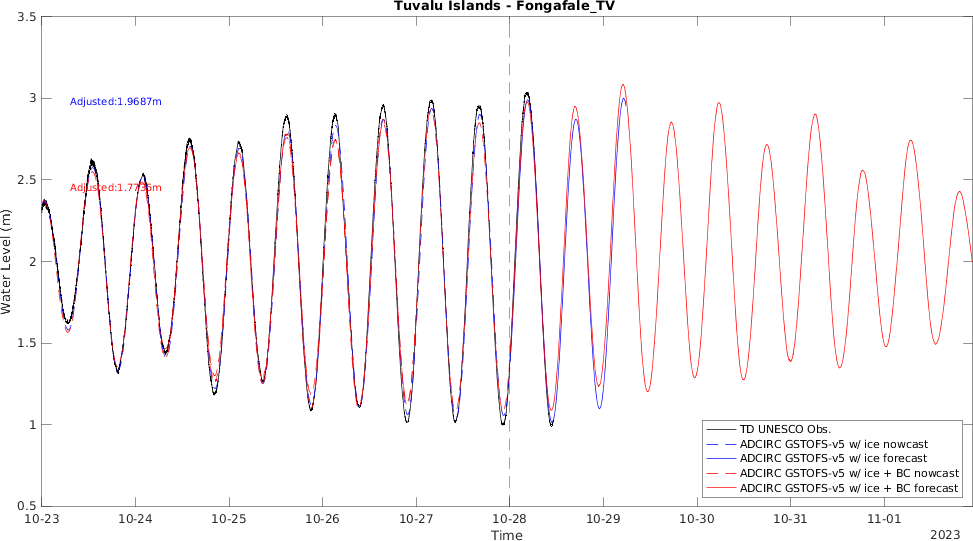 Tuvalu Islands - Fongafale_TV
3.5
3
2.5
2
1.5
1
0.5
Water Level (m)
Adjusted:1.9687m
Adjusted:1.7735m
TD UNESCO Obs.
ADCIRC GSTOFS-v5 w/ ice nowcast
ADCIRC GSTOFS-v5 w/ ice forecast
ADCIRC GSTOFS-v5 w/ ice + BC nowcast
ADCIRC GSTOFS-v5 w/ ice + BC forecast
10-23 10-24 10-25 10-26 10-27 10-28 10-29 10-30 10-31 11-01
Time
2023